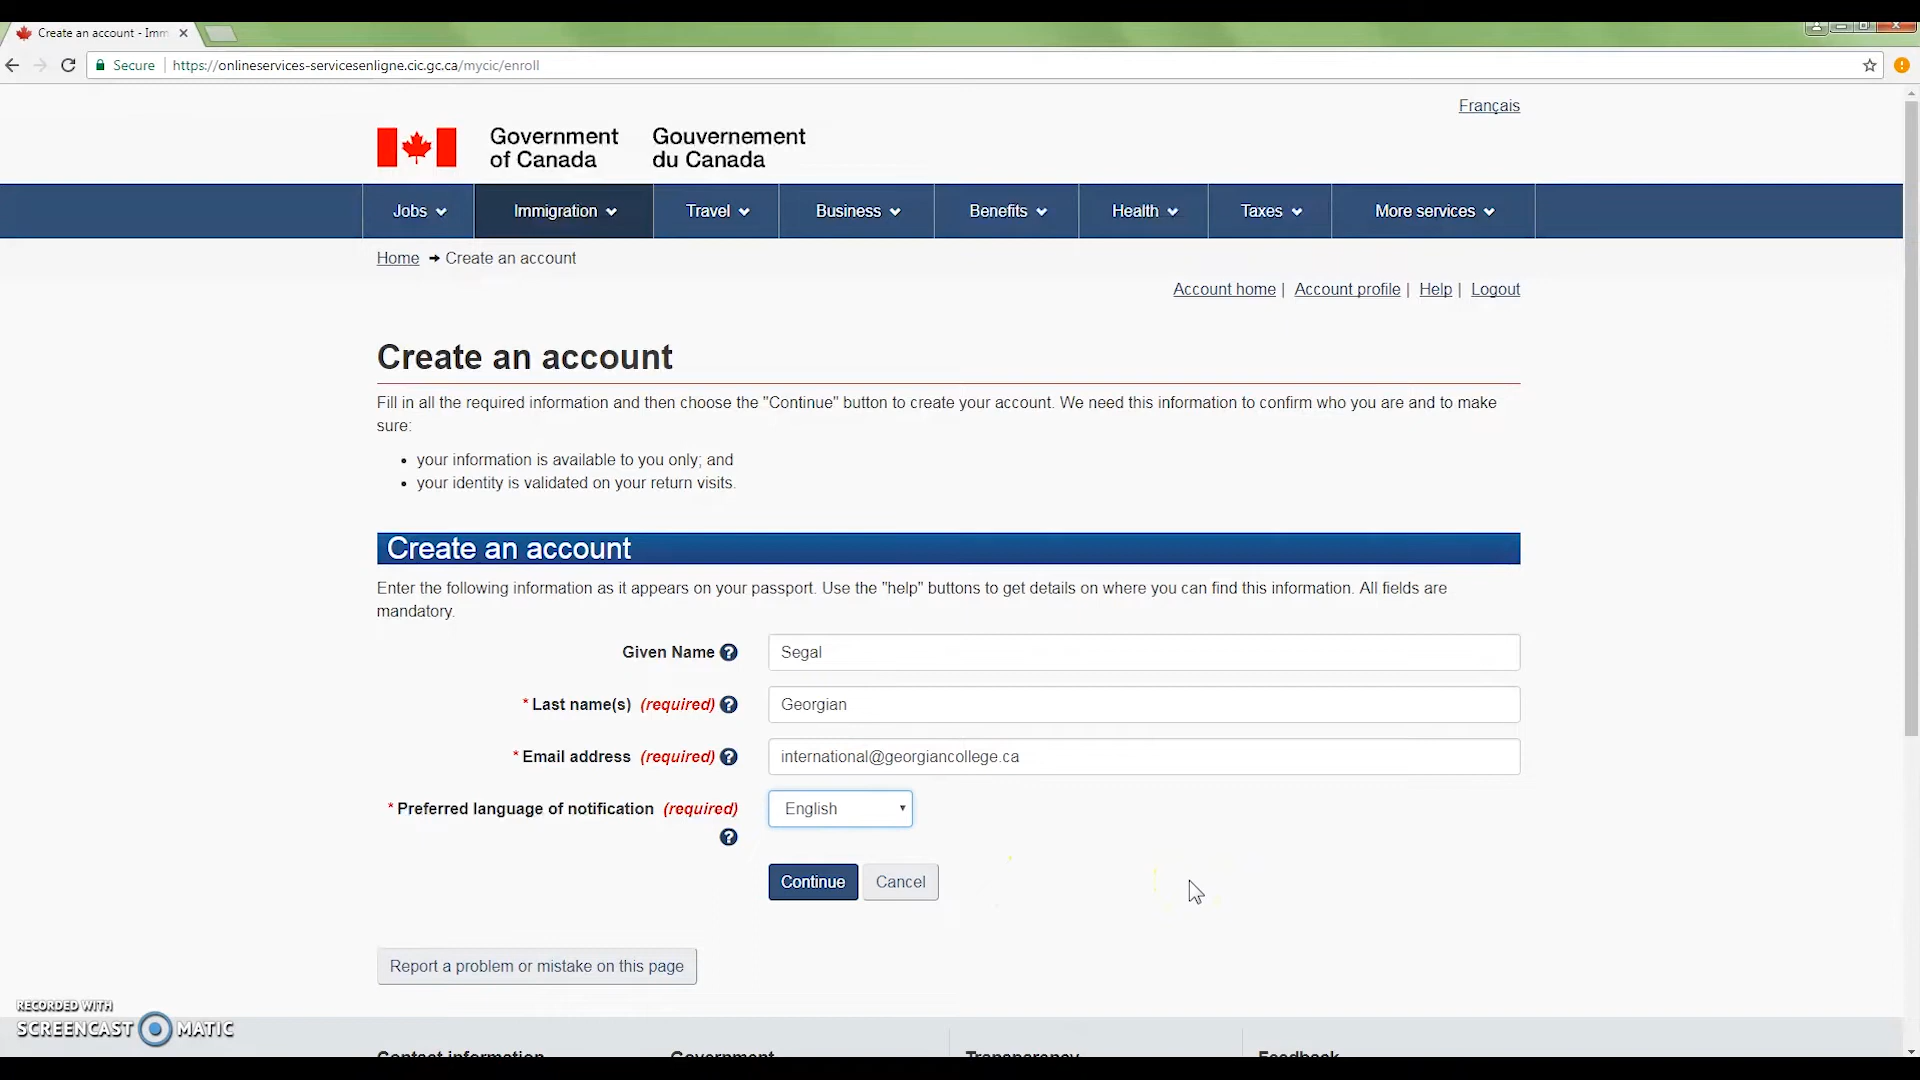 Create an account - Imm
Secure
https://onlineservices-servicesenligne.cic.gc.ca/mycic/enroll
Français
Government of Canada
Gouvernement du Canada
Jobs
Immigration
Travel
Business
Benefits
Health
Taxes
More services
Home ➔ Create an account
Account home | Account profile | Help | Logout
Create an account
Fill in all the required information and then choose the "Continue" button to create your account. We need this information to confirm who you are and to make
sure:
• your information is available to you only; and
• your identity is validated on your return visits.
Create an account
Enter the following information as it appears on your passport. Use the "help" buttons to get details on where you can find this information. All fields are
mandatory.
Given Name ? Segal
* Last name(s) (required) ? Georgian
* Email address (required) ? international@georgiancollege.ca
* Preferred language of notification (required) English
?
Continue Cancel
Report a problem or mistake on this page
RECORDED WITH
SCREENCAST MATIC
Contact information Government Transparency Feedback